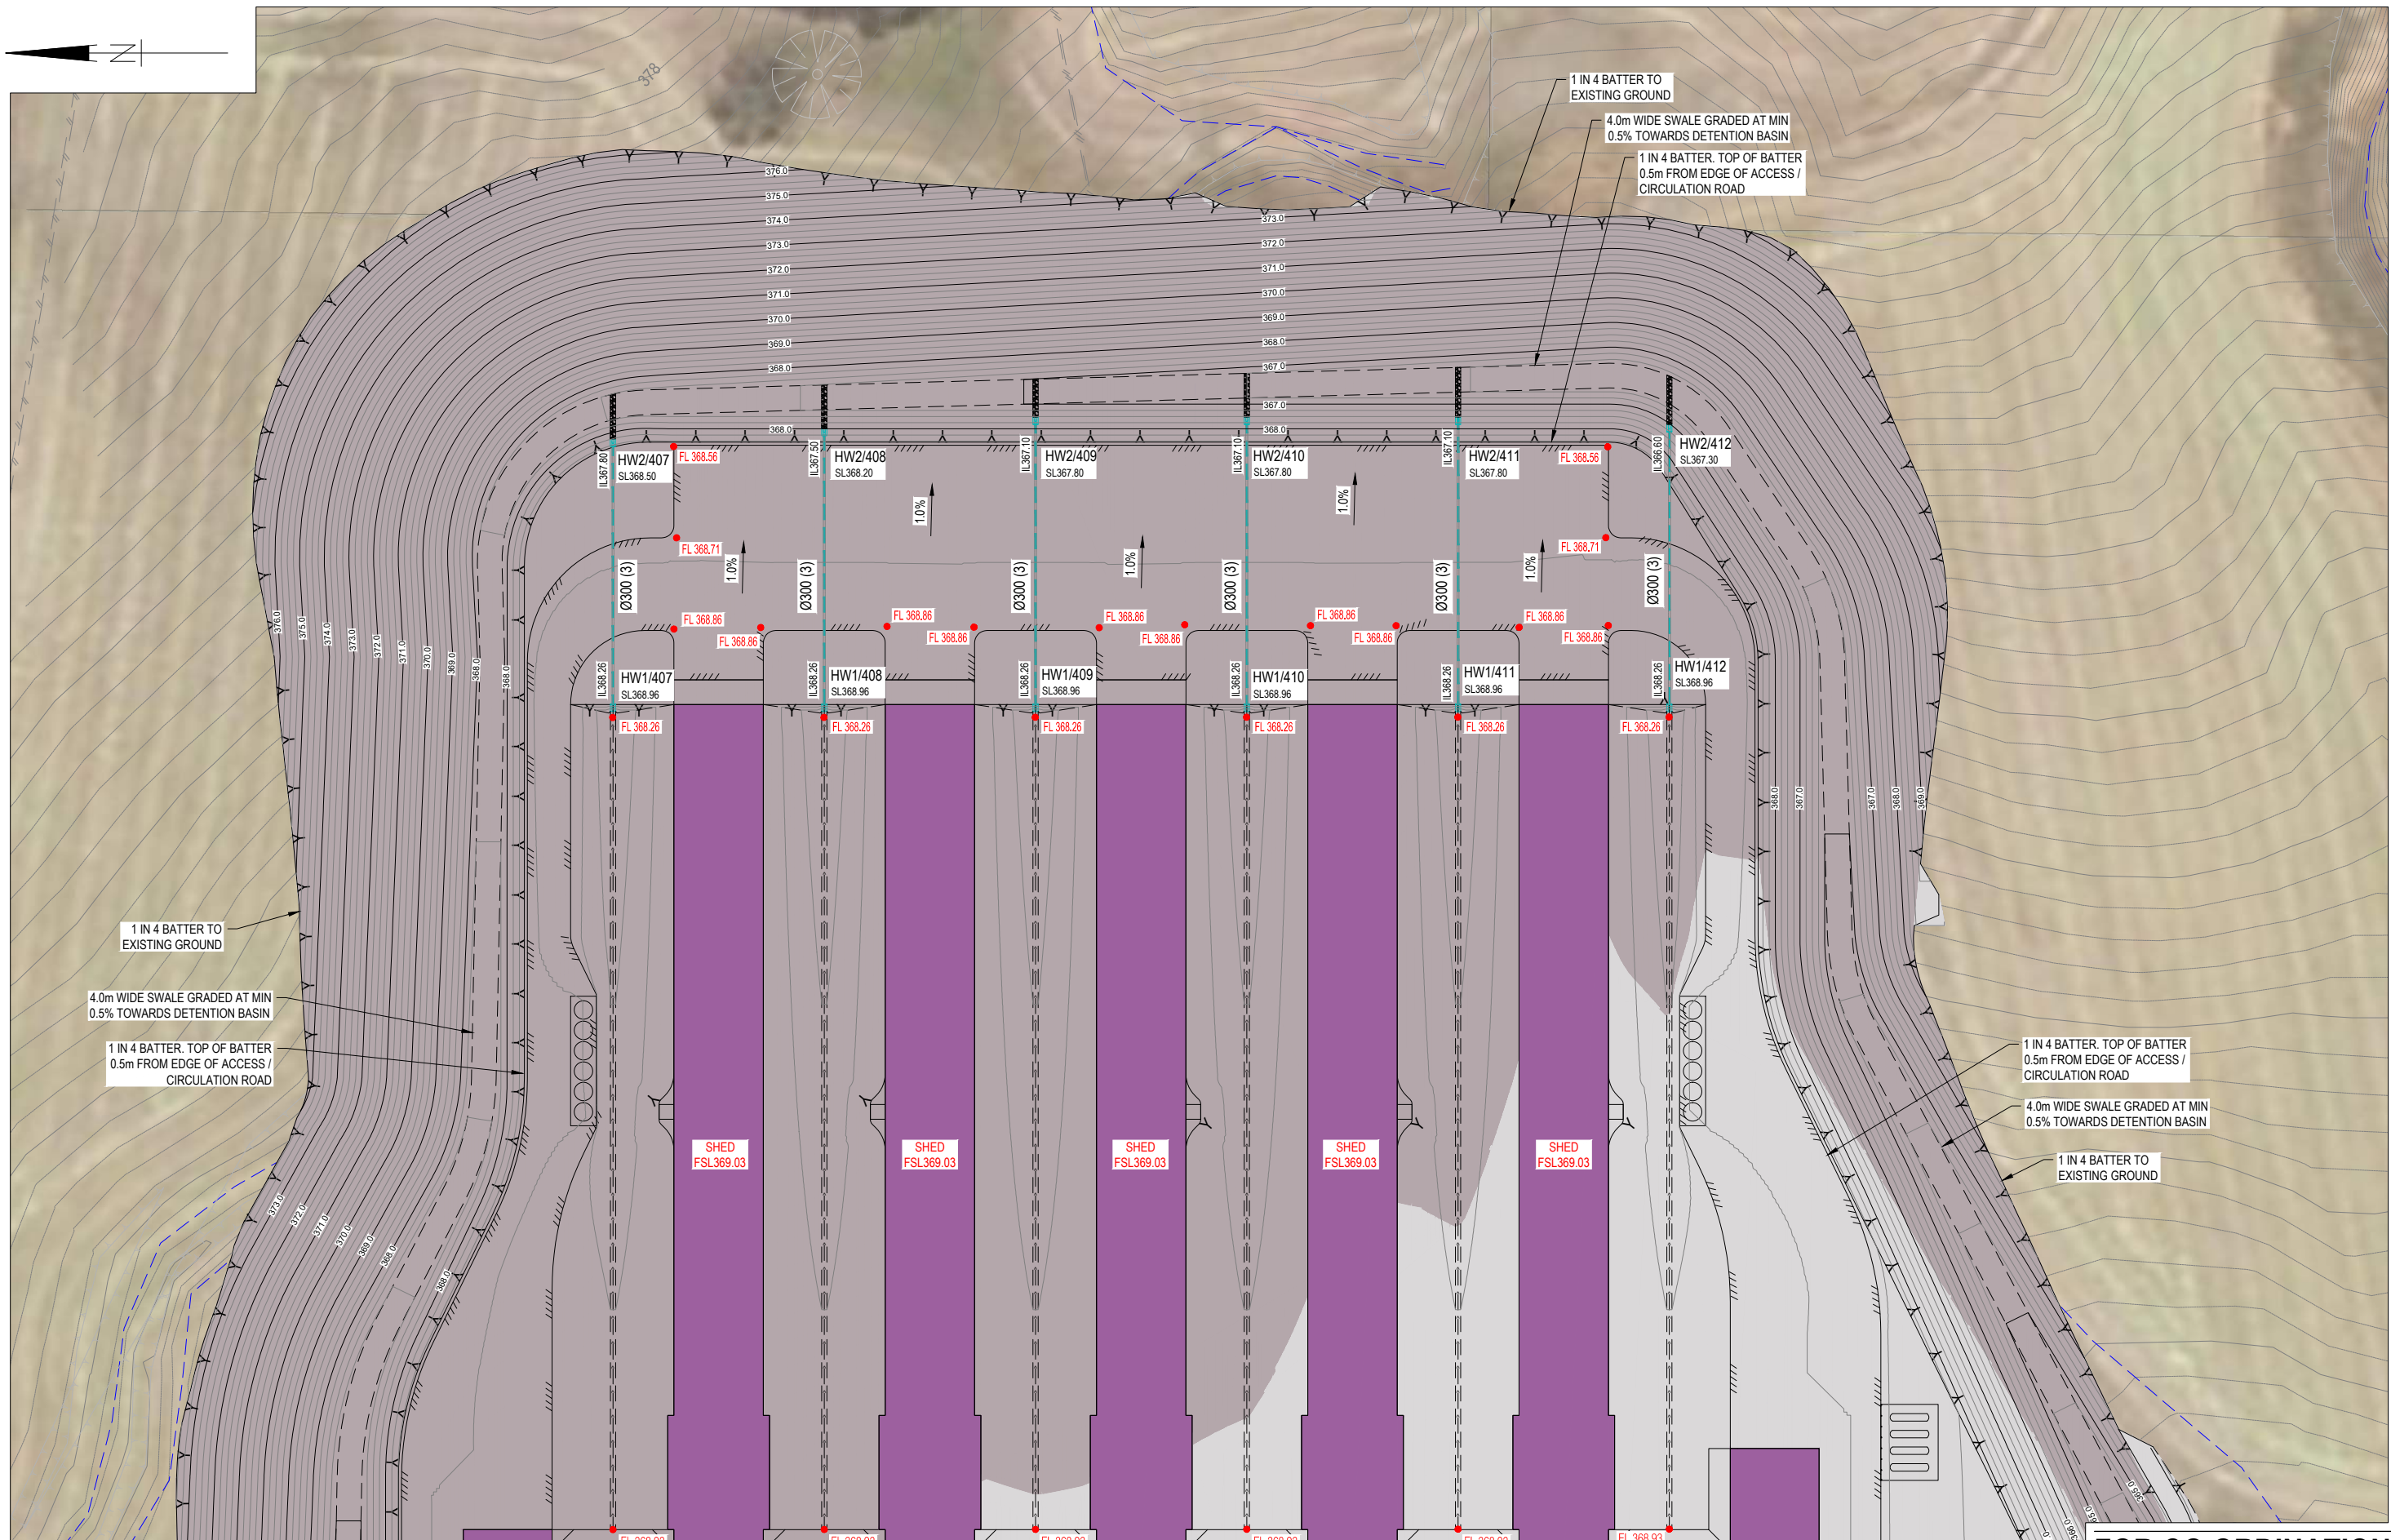 N
378
1 IN 4 BATTER TO
EXISTING GROUND
4.0m WIDE SWALE GRADED AT MIN
0.5% TOWARDS DETENTION BASIN
1 IN 4 BATTER. TOP OF BATTER
0.5m FROM EDGE OF ACCESS /
CIRCULATION ROAD
376.0
375.0
374.0
373.0
372.0
371.0
370.0
369.0
368.0
373.0
372.0
371.0
370.0
369.0
368.0
367.0
367.0
368.0
368.0
IL367.80
HW2/407
SL368.50
FL 368.56
IL367.50
HW2/408
SL368.20
IL367.10
HW2/409
SL367.80
IL367.10
HW2/410
SL367.80
IL367.10
HW2/411
SL367.80
FL 368.56
IL366.60
HW2/412
SL367.30
1.0%
1.0%
1.0%
1.0%
1.0%
FL 368.71
FL 368.71
Ø300 (3)
Ø300 (3)
Ø300 (3)
Ø300 (3)
Ø300 (3)
Ø300 (3)
FL 368.86
FL 368.86
FL 368.86
FL 368.86
FL 368.86
FL 368.86
FL 368.86
FL 368.86
FL 368.86
FL 368.86
376.0
375.0
374.0
373.0
372.0
371.0
370.0
369.0
368.0
368.0
IL368.26
HW1/407
SL368.96
IL368.26
HW1/408
SL368.96
IL368.26
HW1/409
SL368.96
IL368.26
HW1/410
SL368.96
IL368.26
HW1/411
SL368.96
IL368.26
HW1/412
SL368.96
FL 368.26
FL 368.26
FL 368.26
FL 368.26
FL 368.26
FL 368.26
368.0
367.0
367.0
368.0
369.0
1 IN 4 BATTER TO
EXISTING GROUND
4.0m WIDE SWALE GRADED AT MIN
0.5% TOWARDS DETENTION BASIN
1 IN 4 BATTER. TOP OF BATTER
0.5m FROM EDGE OF ACCESS /
CIRCULATION ROAD
1 IN 4 BATTER. TOP OF BATTER
0.5m FROM EDGE OF ACCESS /
CIRCULATION ROAD
4.0m WIDE SWALE GRADED AT MIN
0.5% TOWARDS DETENTION BASIN
1 IN 4 BATTER TO
EXISTING GROUND
SHED
FSL369.03
SHED
FSL369.03
SHED
FSL369.03
SHED
FSL369.03
SHED
FSL369.03
373.0
372.0
371.0
370.0
369.0
368.0
368.0
365.0
366.0
FL 368.93